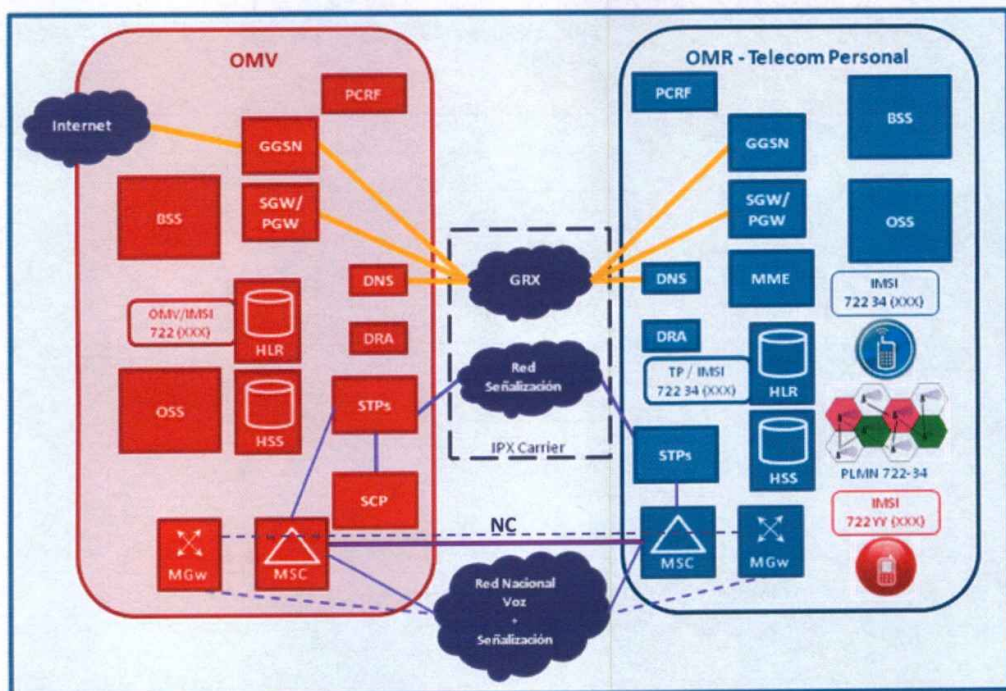 OMV
PCRF
Internet
GGSN
BSS
SGW/
PGW
DNS
OMV/IMSI
722 (XXX)
HLR
DRA
OSS
HSS
STPs
SCP
MGw
MSC
GRX
Red
Señalización
IPX Carrier
NC
Red Nacional
Voz
+
Señalización
OMR - Telecom Personal
PCRF
BSS
GGSN
SGW/
PGW
OSS
DNS
MME
IMSI
722 34 (XXX)
DRA
TP / IMSI
722 34 (XXX)
HLR
STPs
HSS
PLMN 722-34
IMSI
722 YY (XXX)
MSC
MGw